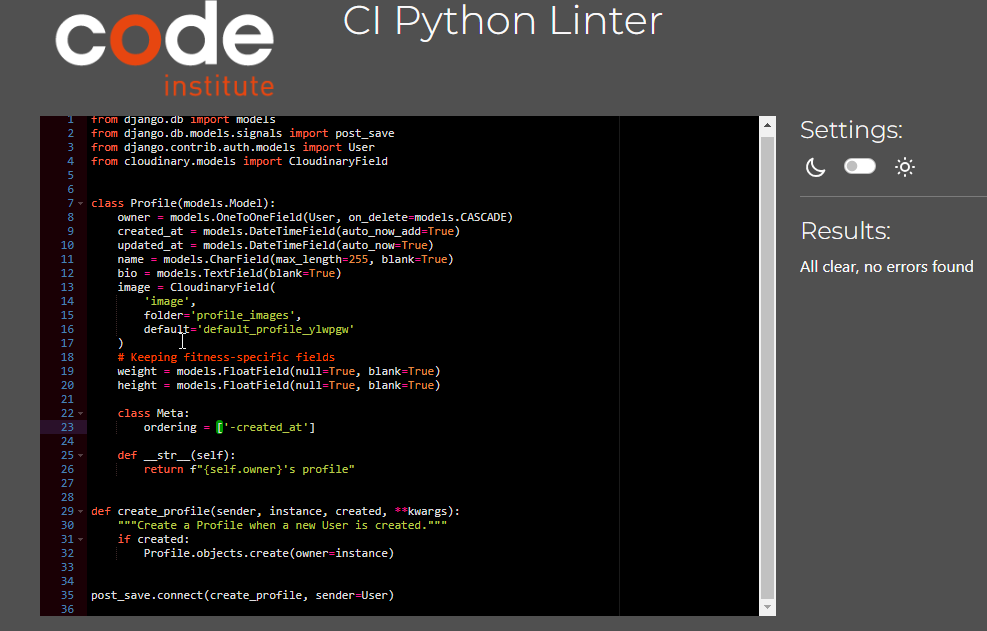 code
institute
CI Python Linter
1 from django.db import models
2 from django.db.models.signals import post_save
3 from django.contrib.auth.models import User
4 from cloudinary.models import CloudinaryField
5
6
7 class Profile(models.Model):
8     owner = models.OneToOneField(User, on_delete=models.CASCADE)
9     created_at = models.DateTimeField(auto_now_add=True)
10     updated_at = models.DateTimeField(auto_now=True)
11     name = models.CharField(max_length=255, blank=True)
12     bio = models.TextField(blank=True)
13     image = CloudinaryField(
14         'image',
15         folder='profile_images',
16         default='default_profile_ylwpgw'
17     )
18     # Keeping fitness-specific fields
19     weight = models.FloatField(null=True, blank=True)
20     height = models.FloatField(null=True, blank=True)
21
22     class Meta:
23         ordering = ['-created_at']
24
25     def __str__(self):
26         return f"{self.owner}'s profile"
27
28
29 def create_profile(sender, instance, created, **kwargs):
30     """Create a Profile when a new User is created."""
31     if created:
32         Profile.objects.create(owner=instance)
33
34
35 post_save.connect(create_profile, sender=User)
36
Settings:
Results:
All clear, no errors found